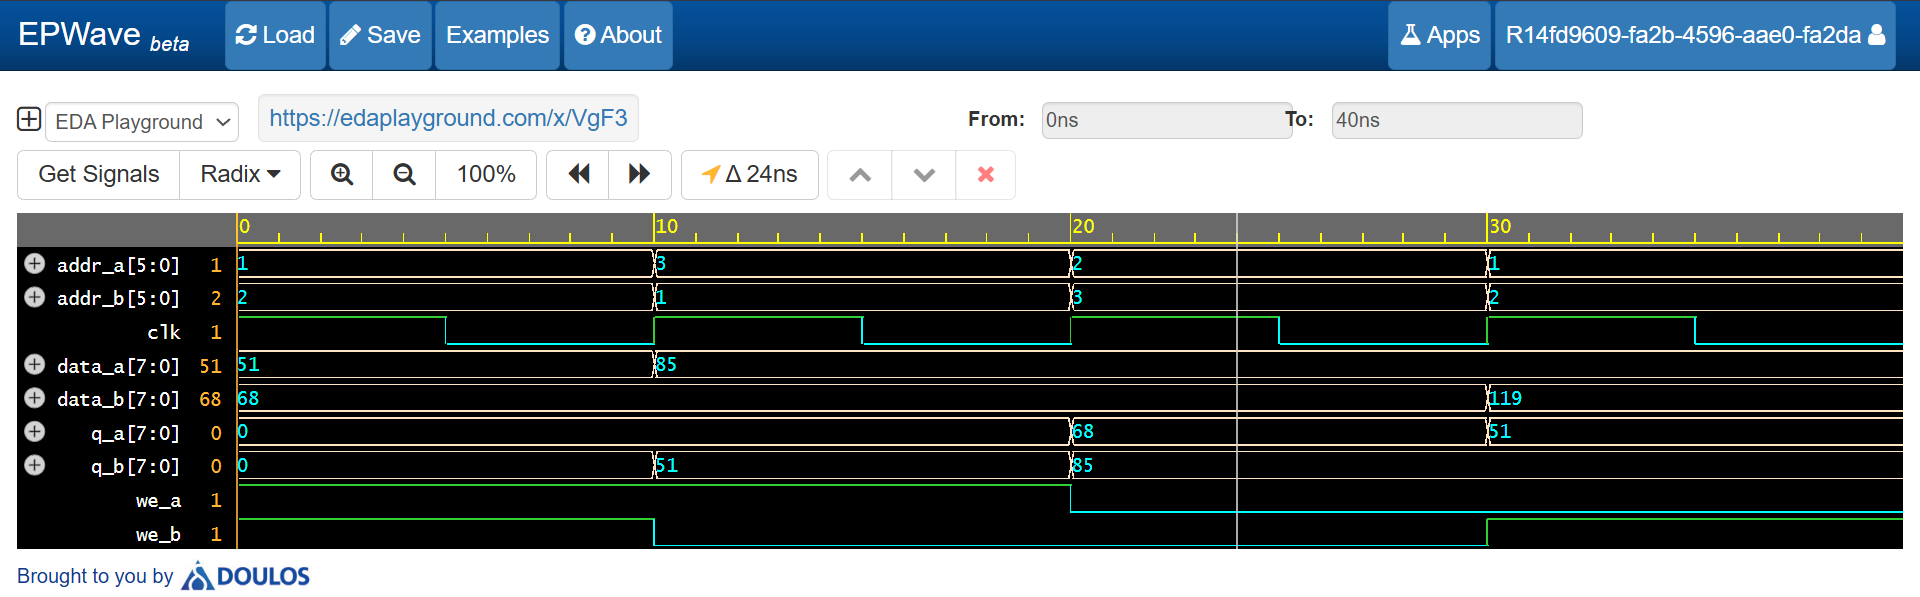 EPWave beta Load Save Examples About Apps R14fd9609-fa2b-4596-aae0-fa2da
EDA Playground https://edaplayground.com/x/VgF3 From: 0ns To: 40ns
Get Signals Radix 100% Δ 24ns
0 10 20 30
addr_a[5:0] 1 1 3 2 1
addr_b[5:0] 2 2 1 3 2
clk 1
data_a[7:0] 51 51 85
data_b[7:0] 68 68 119
q_a[7:0] 0 0 68 51
q_b[7:0] 0 0 51 85
we_a 1
we_b 1
Brought to you by DOULOS